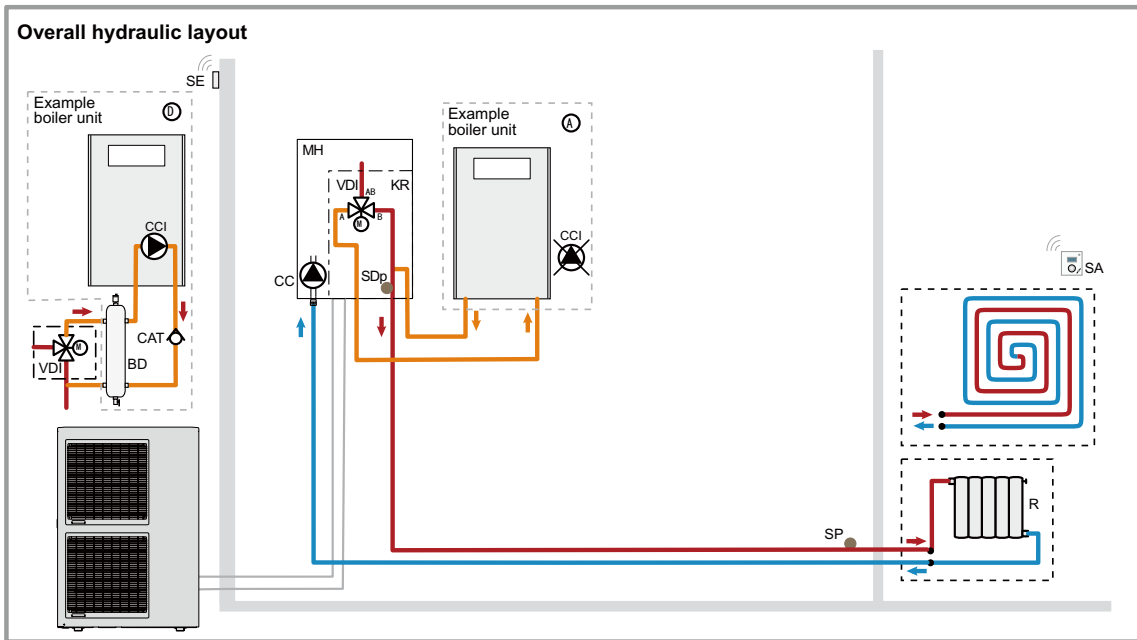 Overall hydraulic layout
SE
Example
boiler unit
D
CCI
CAT
VDI
M
BD
MH
VDI
KR
AB
A
B
M
CC
SDp
Example
boiler unit
A
CCI
SA
R
SP